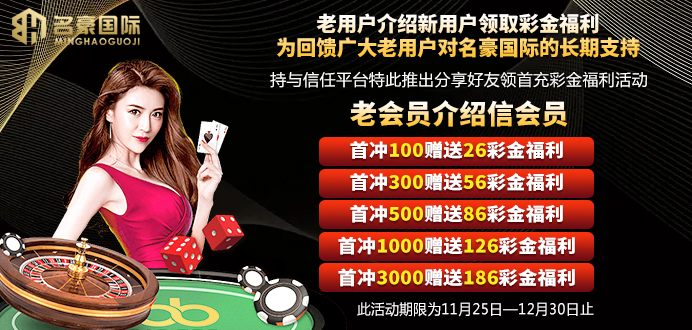 名豪国际
MINGHAOGUOJI
老用户介绍新用户领取彩金福利
为回馈广大老用户对名豪国际的长期支持
持与信任平台特此推出分享好友领首充彩金福利活动
老会员介绍信会员
首冲100赠送26彩金福利
首冲300赠送56彩金福利
首冲500赠送86彩金福利
首冲1000赠送126彩金福利
首冲3000赠送186彩金福利
此活动期限为11月25日—12月30日止